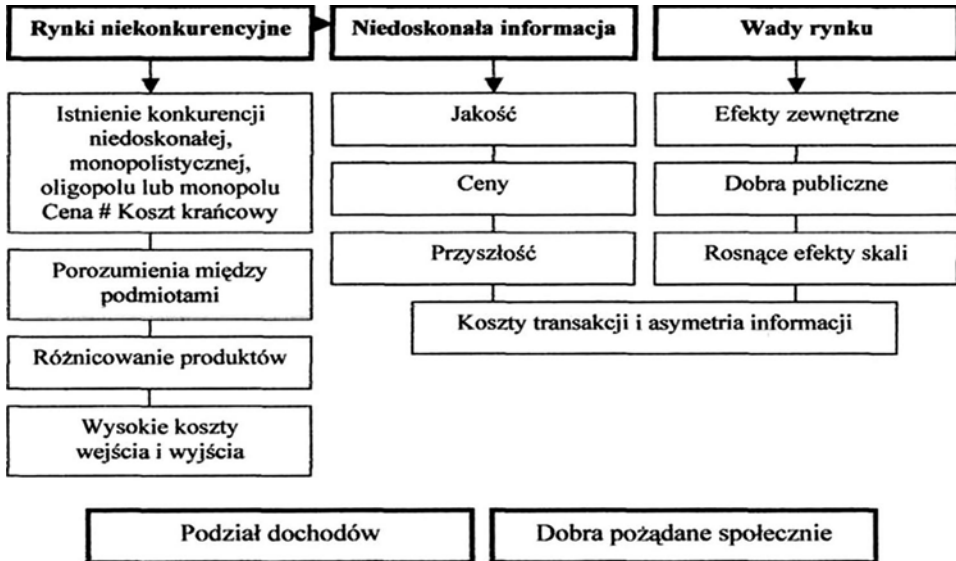 Rynki niekonkurencyjne
Niedoskonała informacja
Wady rynku
Istnienie konkurencji
niedoskonałej,
monopolistycznej,
oligopolu lub monopolu
Cena # Koszt krańcowy
Porozumienia między
podmiotami
Różnicowanie produktów
Wysokie koszty
wejścia i wyjścia
Jakość
Ceny
Przyszłość
Efekty zewnętrzne
Dobra publiczne
Rosnące efekty skali
Koszty transakcji i asymetria informacji
Podział dochodów
Dobra pożądane społecznie